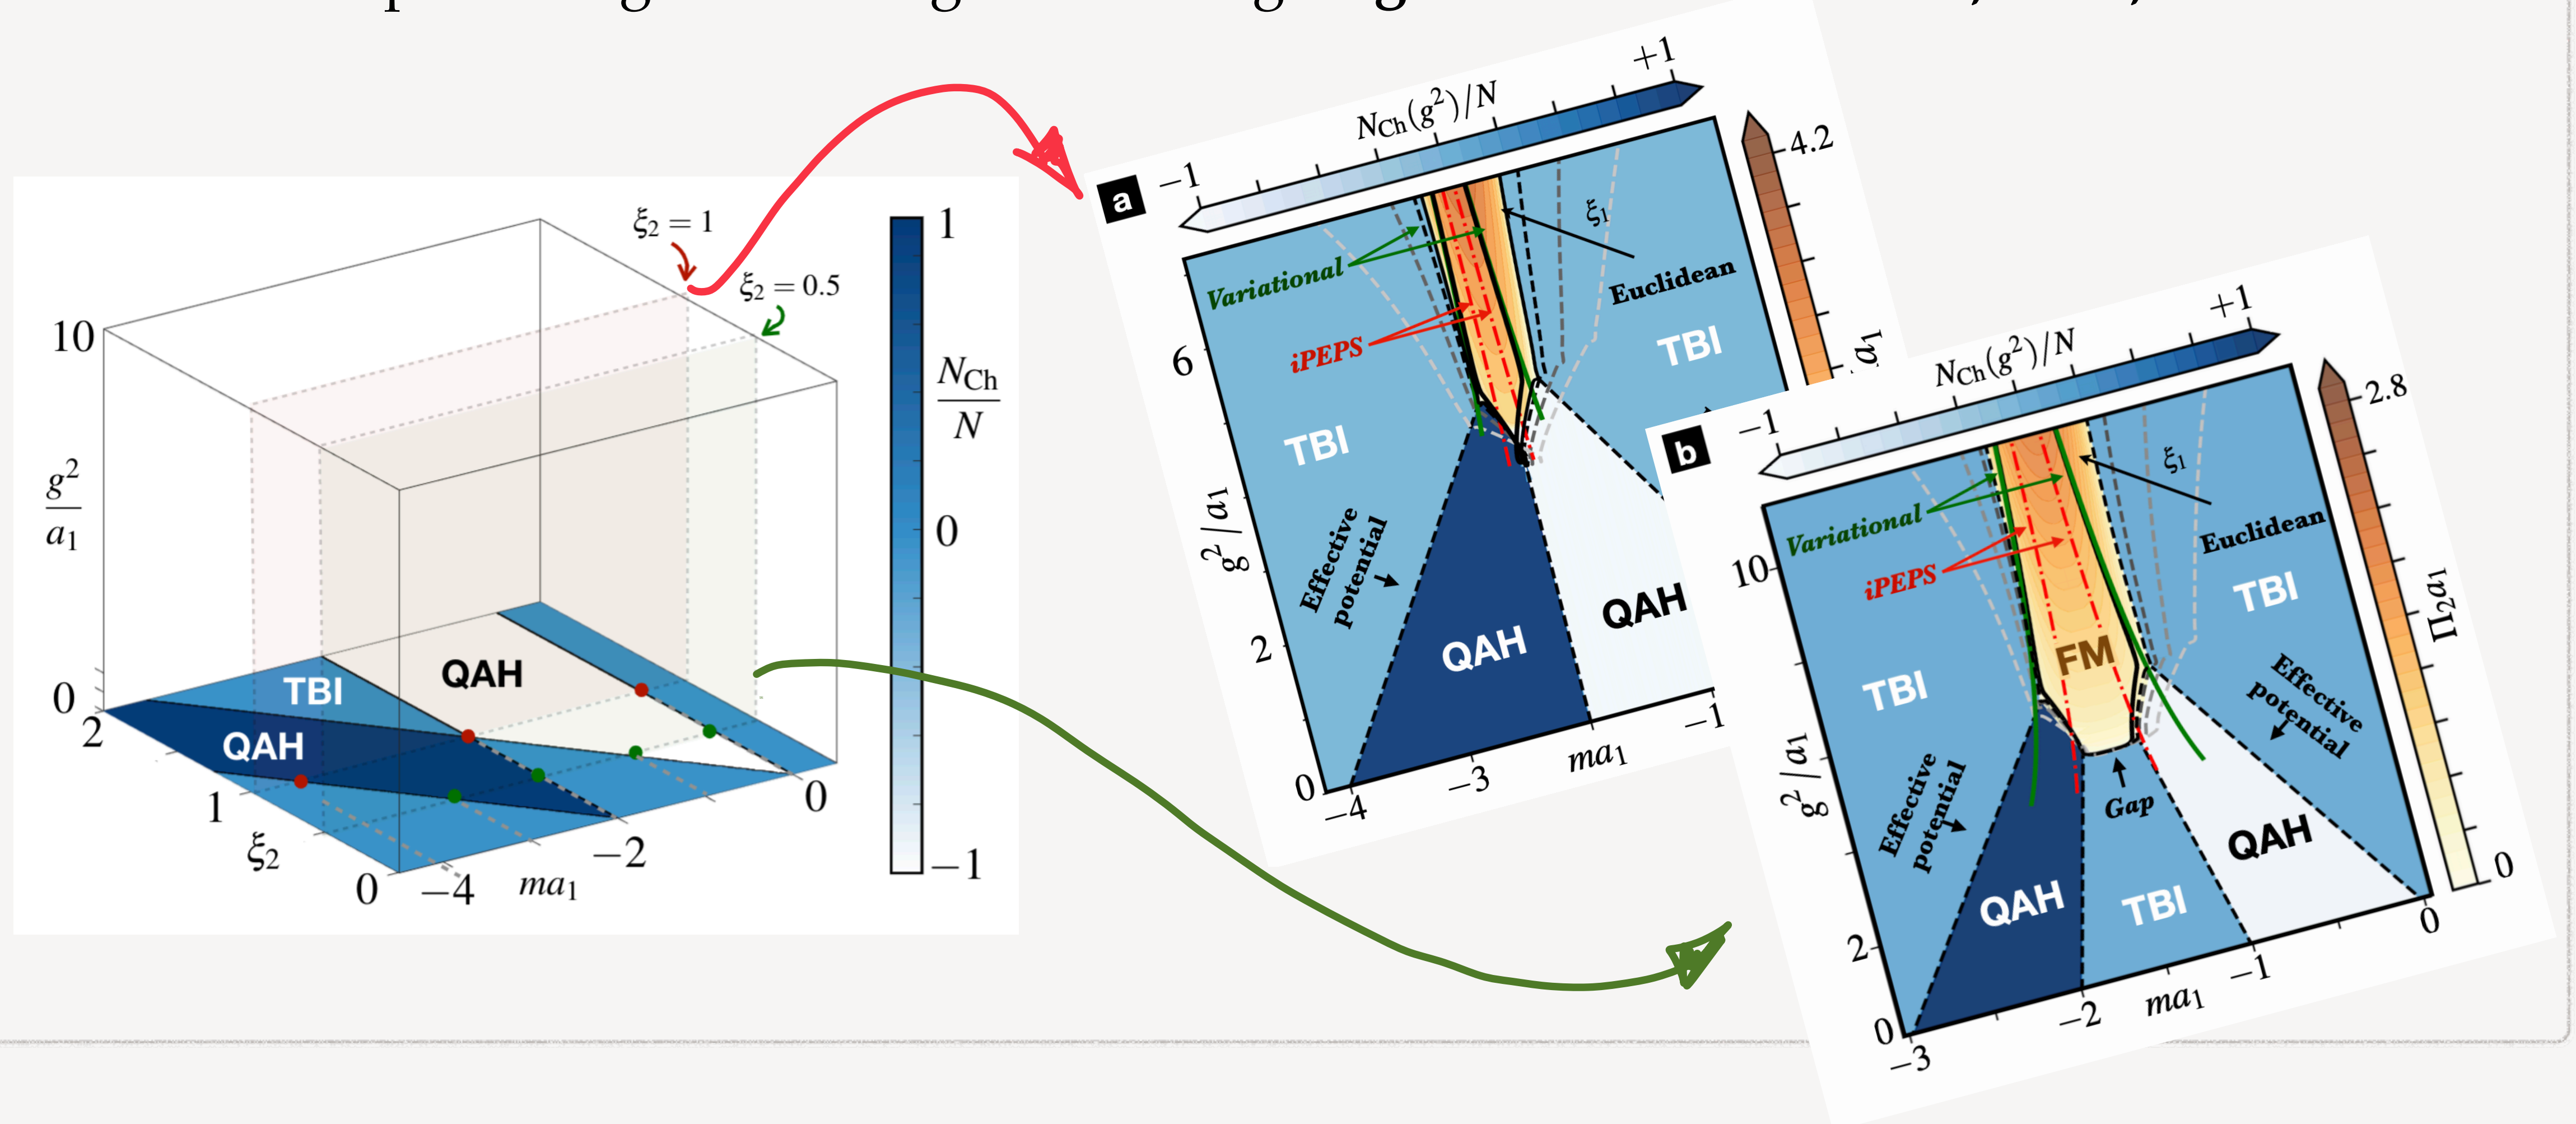 ξ₂ = 1
ξ₂ = 0.5
10
g²/a₁
0
2
1
ξ₂
0
−4
ma₁
−2
0
TBI
QAH
QAH
1
N_Ch/N
0
−1
a
−1
N_Ch(g²)/N
+1
4.2
Variational
iPEPS
ξ₁
Euclidean
TBI
TBI
6
g²/a₁
2
0
Effective
potential
QAH
QAH
−4
−3
ma₁
−1
b
−1
N_Ch(g²)/N
+1
2.8
Variational
iPEPS
ξ₁
Euclidean
TBI
TBI
FM
10
g²/a₁
2
0
Effective
potential
Effective
potential
Gap
QAH
TBI
QAH
Π₂a₁
0
−3
−2
ma₁
−1
0